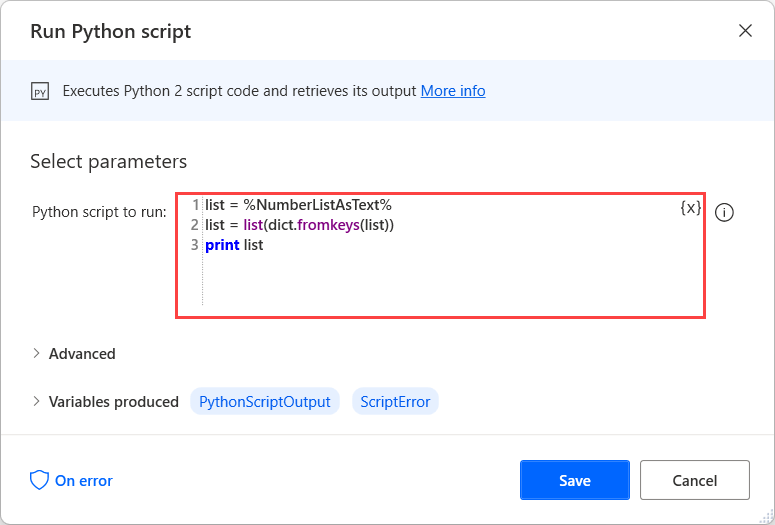 Run Python script
PY Executes Python 2 script code and retrieves its output More info
Select parameters
Python script to run:
1 list = %NumberListAsText%
{x}
2 list = list(dict.fromkeys(list))
3 print list
Advanced
Variables produced PythonScriptOutput ScriptError
On error Save Cancel